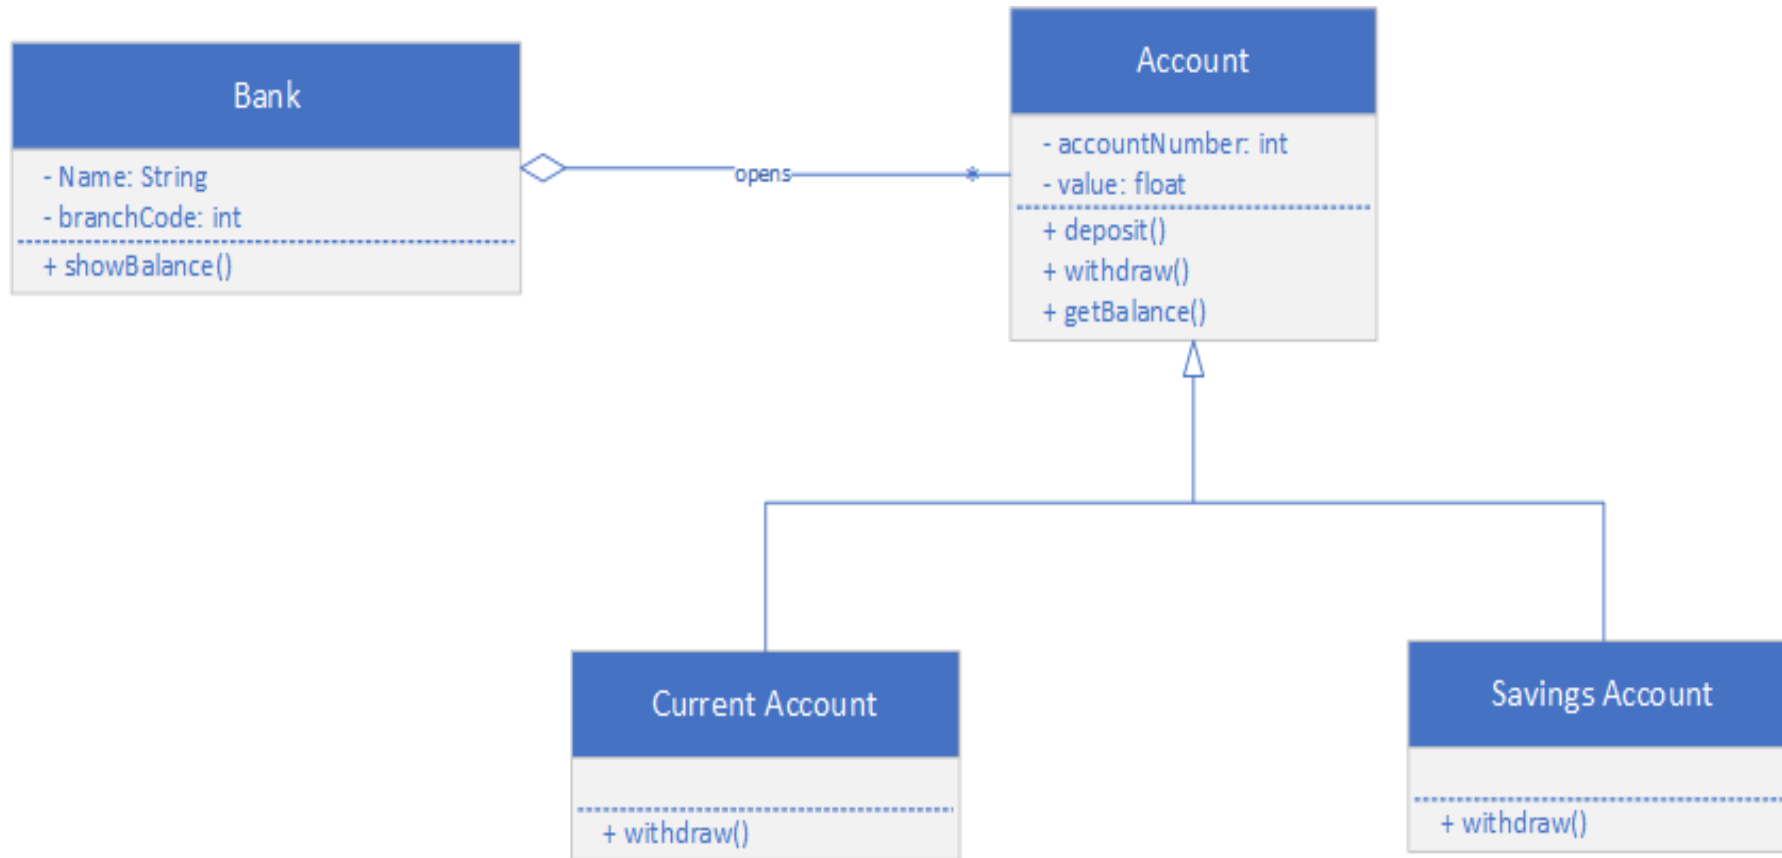 Bank
- Name: String
- branchCode: int
+ showBalance()
opens
*
Account
- accountNumber: int
- value: float
+ deposit()
+ withdraw()
+ getBalance()
Current Account
+ withdraw()
Savings Account
+ withdraw()